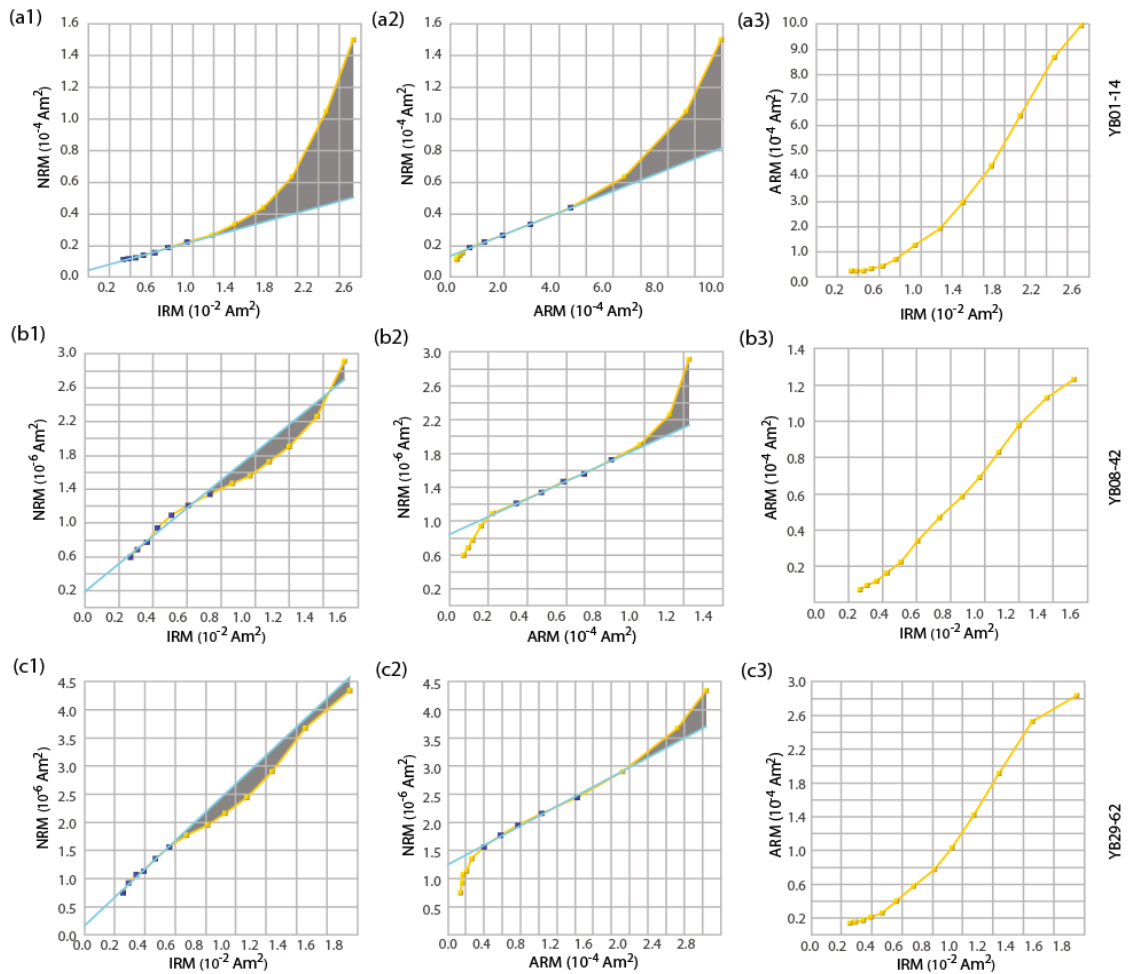 (a1)
NRM (10-4 Am2)
1.6
1.4
1.2
1.0
0.8
0.6
0.4
0.2
0.0
0.2 0.6 1.0 1.4 1.8 2.2 2.6
IRM (10-2 Am2)
(a2)
NRM (10-4 Am2)
1.6
1.4
1.2
1.0
0.8
0.6
0.4
0.2
0.0
0.0 2.0 4.0 6.0 8.0 10.0
ARM (10-4 Am2)
(a3)
ARM (10-4 Am2)
10.0
9.0
8.0
7.0
6.0
5.0
4.0
3.0
2.0
1.0
0.0
0.2 0.6 1.0 1.4 1.8 2.2 2.6
IRM (10-2 Am2)
YB01-14
(b1)
NRM (10-6 Am2)
3.0
2.6
2.2
1.8
1.4
1.0
0.6
0.2
0.0 0.2 0.4 0.6 0.8 1.0 1.2 1.4 1.6
IRM (10-2 Am2)
(b2)
NRM (10-6 Am2)
3.0
2.6
2.2
1.8
1.4
1.0
0.6
0.2
0.0 0.2 0.4 0.6 0.8 1.0 1.2 1.4
ARM (10-4 Am2)
(b3)
ARM (10-4 Am2)
1.4
1.2
1.0
0.8
0.6
0.4
0.2
0.0 0.2 0.4 0.6 0.8 1.0 1.2 1.4 1.6
IRM (10-2 Am2)
YB08-42
(c1)
NRM (10-6 Am2)
4.5
4.0
3.5
3.0
2.5
2.0
1.5
1.0
0.5
0.0
0.0 0.2 0.4 0.6 0.8 1.0 1.2 1.4 1.6 1.8
IRM (10-2 Am2)
(c2)
NRM (10-6 Am2)
4.5
4.0
3.5
3.0
2.5
2.0
1.5
1.0
0.5
0.0 0.4 0.8 1.2 1.6 2.0 2.4 2.8
ARM (10-4 Am2)
(c3)
ARM (10-4 Am2)
3.0
2.6
2.2
1.8
1.4
1.0
0.6
0.2
0.0 0.2 0.4 0.6 0.8 1.0 1.2 1.4 1.6 1.8
IRM (10-2 Am2)
YB29-62